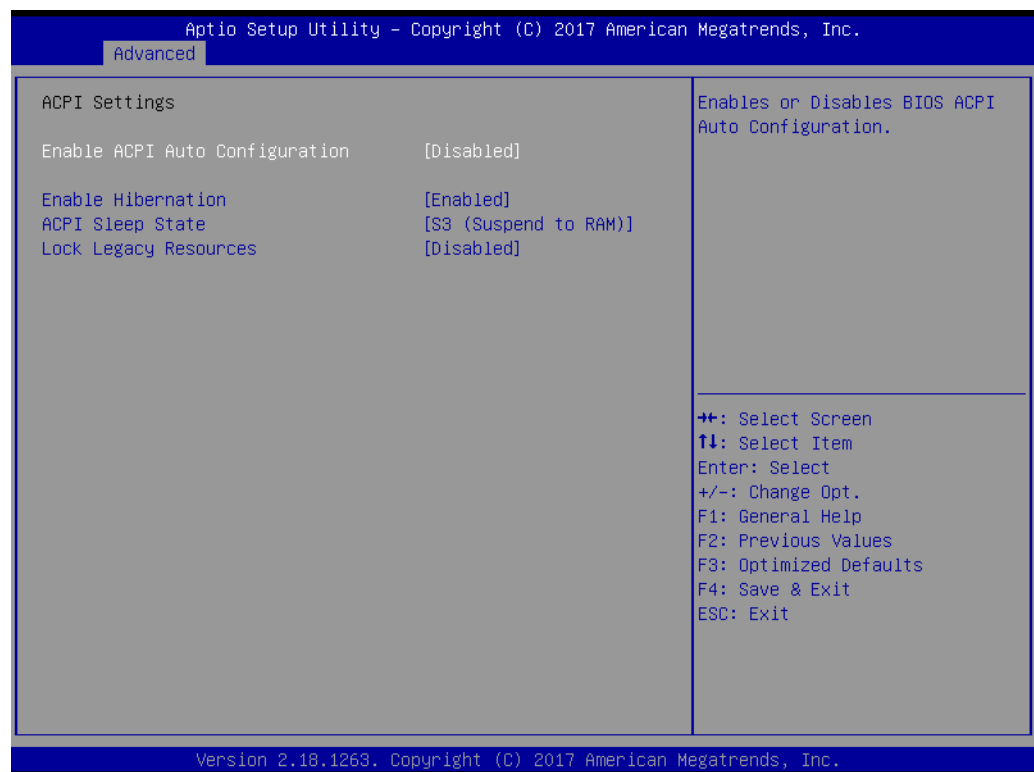 Aptio Setup Utility – Copyright (C) 2017 American Megatrends, Inc.
Advanced
ACPI Settings
Enable ACPI Auto Configuration [Disabled]
Enable Hibernation [Enabled]
ACPI Sleep State [S3 (Suspend to RAM)]
Lock Legacy Resources [Disabled]
Enables or Disables BIOS ACPI
Auto Configuration.
→←: Select Screen
↑↓: Select Item
Enter: Select
+/-: Change Opt.
F1: General Help
F2: Previous Values
F3: Optimized Defaults
F4: Save & Exit
ESC: Exit
Version 2.18.1263. Copyright (C) 2017 American Megatrends, Inc.